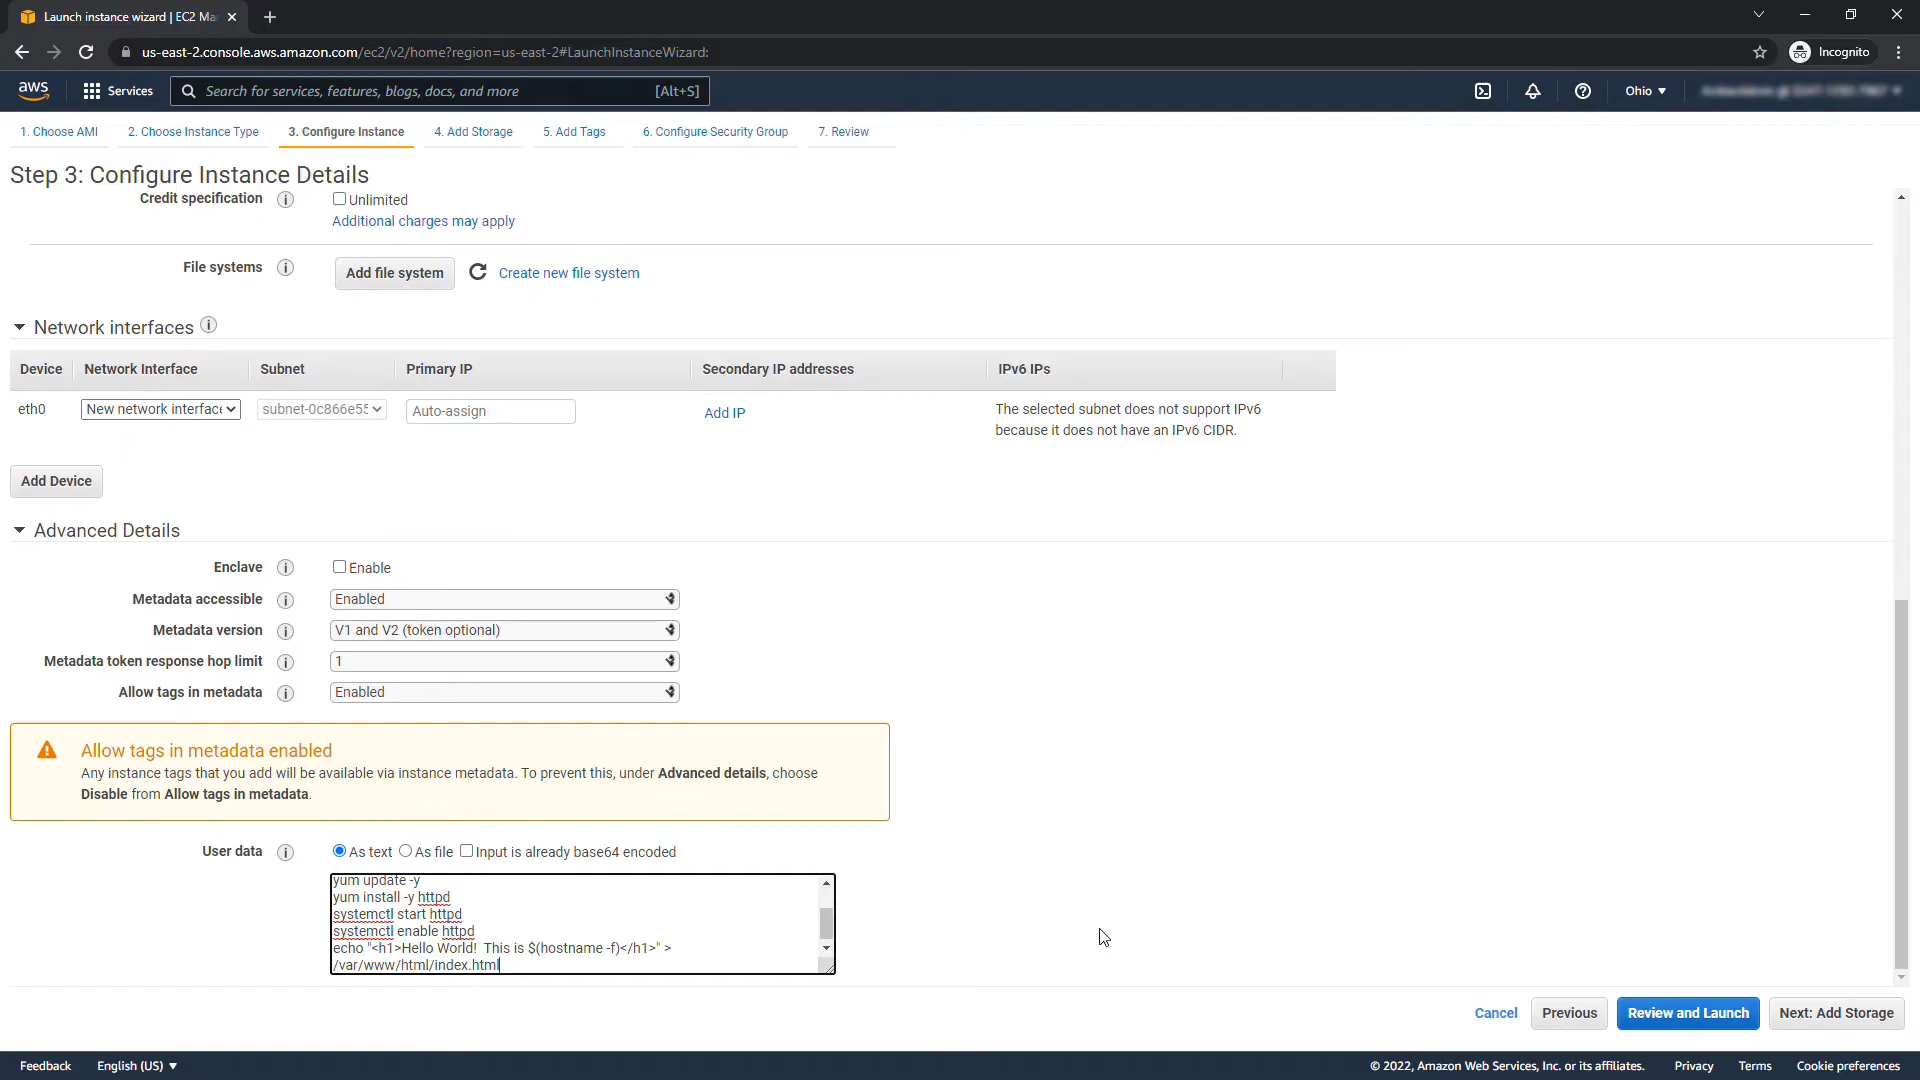 Launch instance wizard | EC2 Ma
us-east-2.console.aws.amazon.com/ec2/v2/home?region=us-east-2#LaunchInstanceWizard:
Incognito
aws
Services
Search for services, features, blogs, docs, and more [Alt+S]
Ohio
1. Choose AMI 2. Choose Instance Type 3. Configure Instance 4. Add Storage 5. Add Tags 6. Configure Security Group 7. Review
Step 3: Configure Instance Details
Credit specification Unlimited
Additional charges may apply
File systems Add file system Create new file system
Network interfaces
Device Network Interface Subnet Primary IP Secondary IP addresses IPv6 IPs
eth0 New network interface subnet-0c866e55 Auto-assign Add IP The selected subnet does not support IPv6
because it does not have an IPv6 CIDR.
Add Device
Advanced Details
Enclave Enable
Metadata accessible Enabled
Metadata version V1 and V2 (token optional)
Metadata token response hop limit 1
Allow tags in metadata Enabled
Allow tags in metadata enabled
Any instance tags that you add will be available via instance metadata. To prevent this, under Advanced details, choose
Disable from Allow tags in metadata.
User data As text As file Input is already base64 encoded
yum update -y
yum install -y httpd
systemctl start httpd
systemctl enable httpd
echo "<h1>Hello World!  This is $(hostname -f)</h1>" >
/var/www/html/index.html
Cancel Previous Review and Launch Next: Add Storage
Feedback English (US) © 2022, Amazon Web Services, Inc. or its affiliates. Privacy Terms Cookie preferences